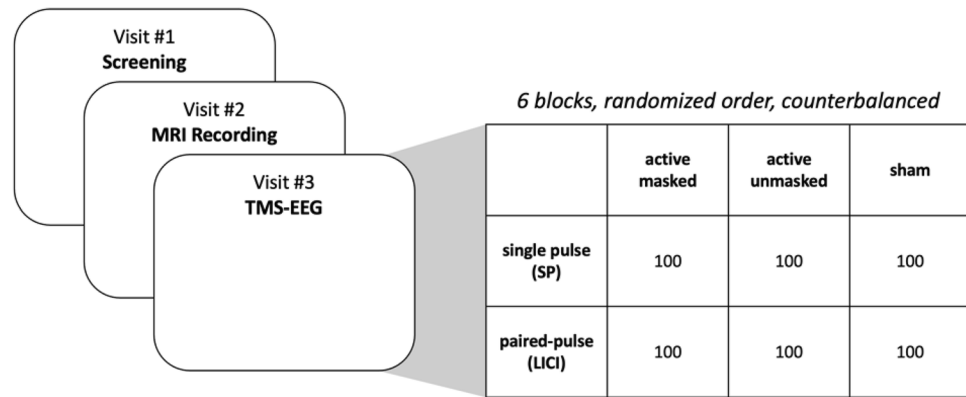 Visit #1
Screening
Visit #2
MRI Recording
Visit #3
TMS-EEG
6 blocks, randomized order, counterbalanced
active masked
active unmasked
sham
single pulse (SP)
100
100
100
paired-pulse (LICI)
100
100
100